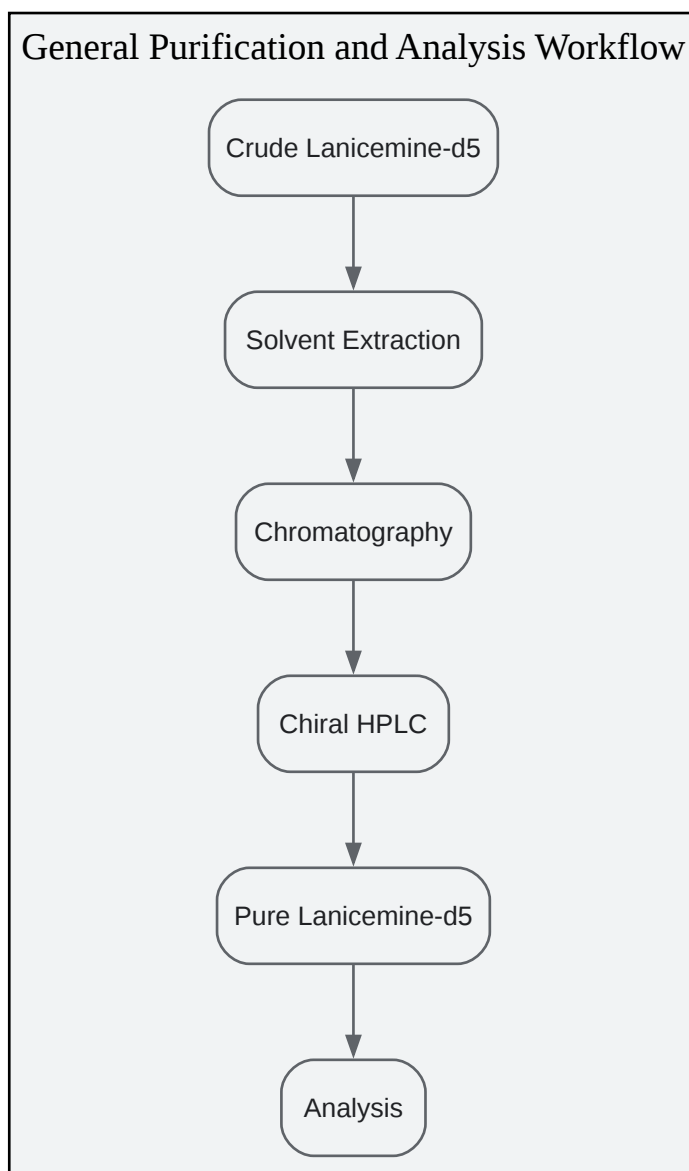 General Purification and Analysis Workflow
Crude Lanicemine-d5
Solvent Extraction
Chromatography
Chiral HPLC
Pure Lanicemine-d5
Analysis